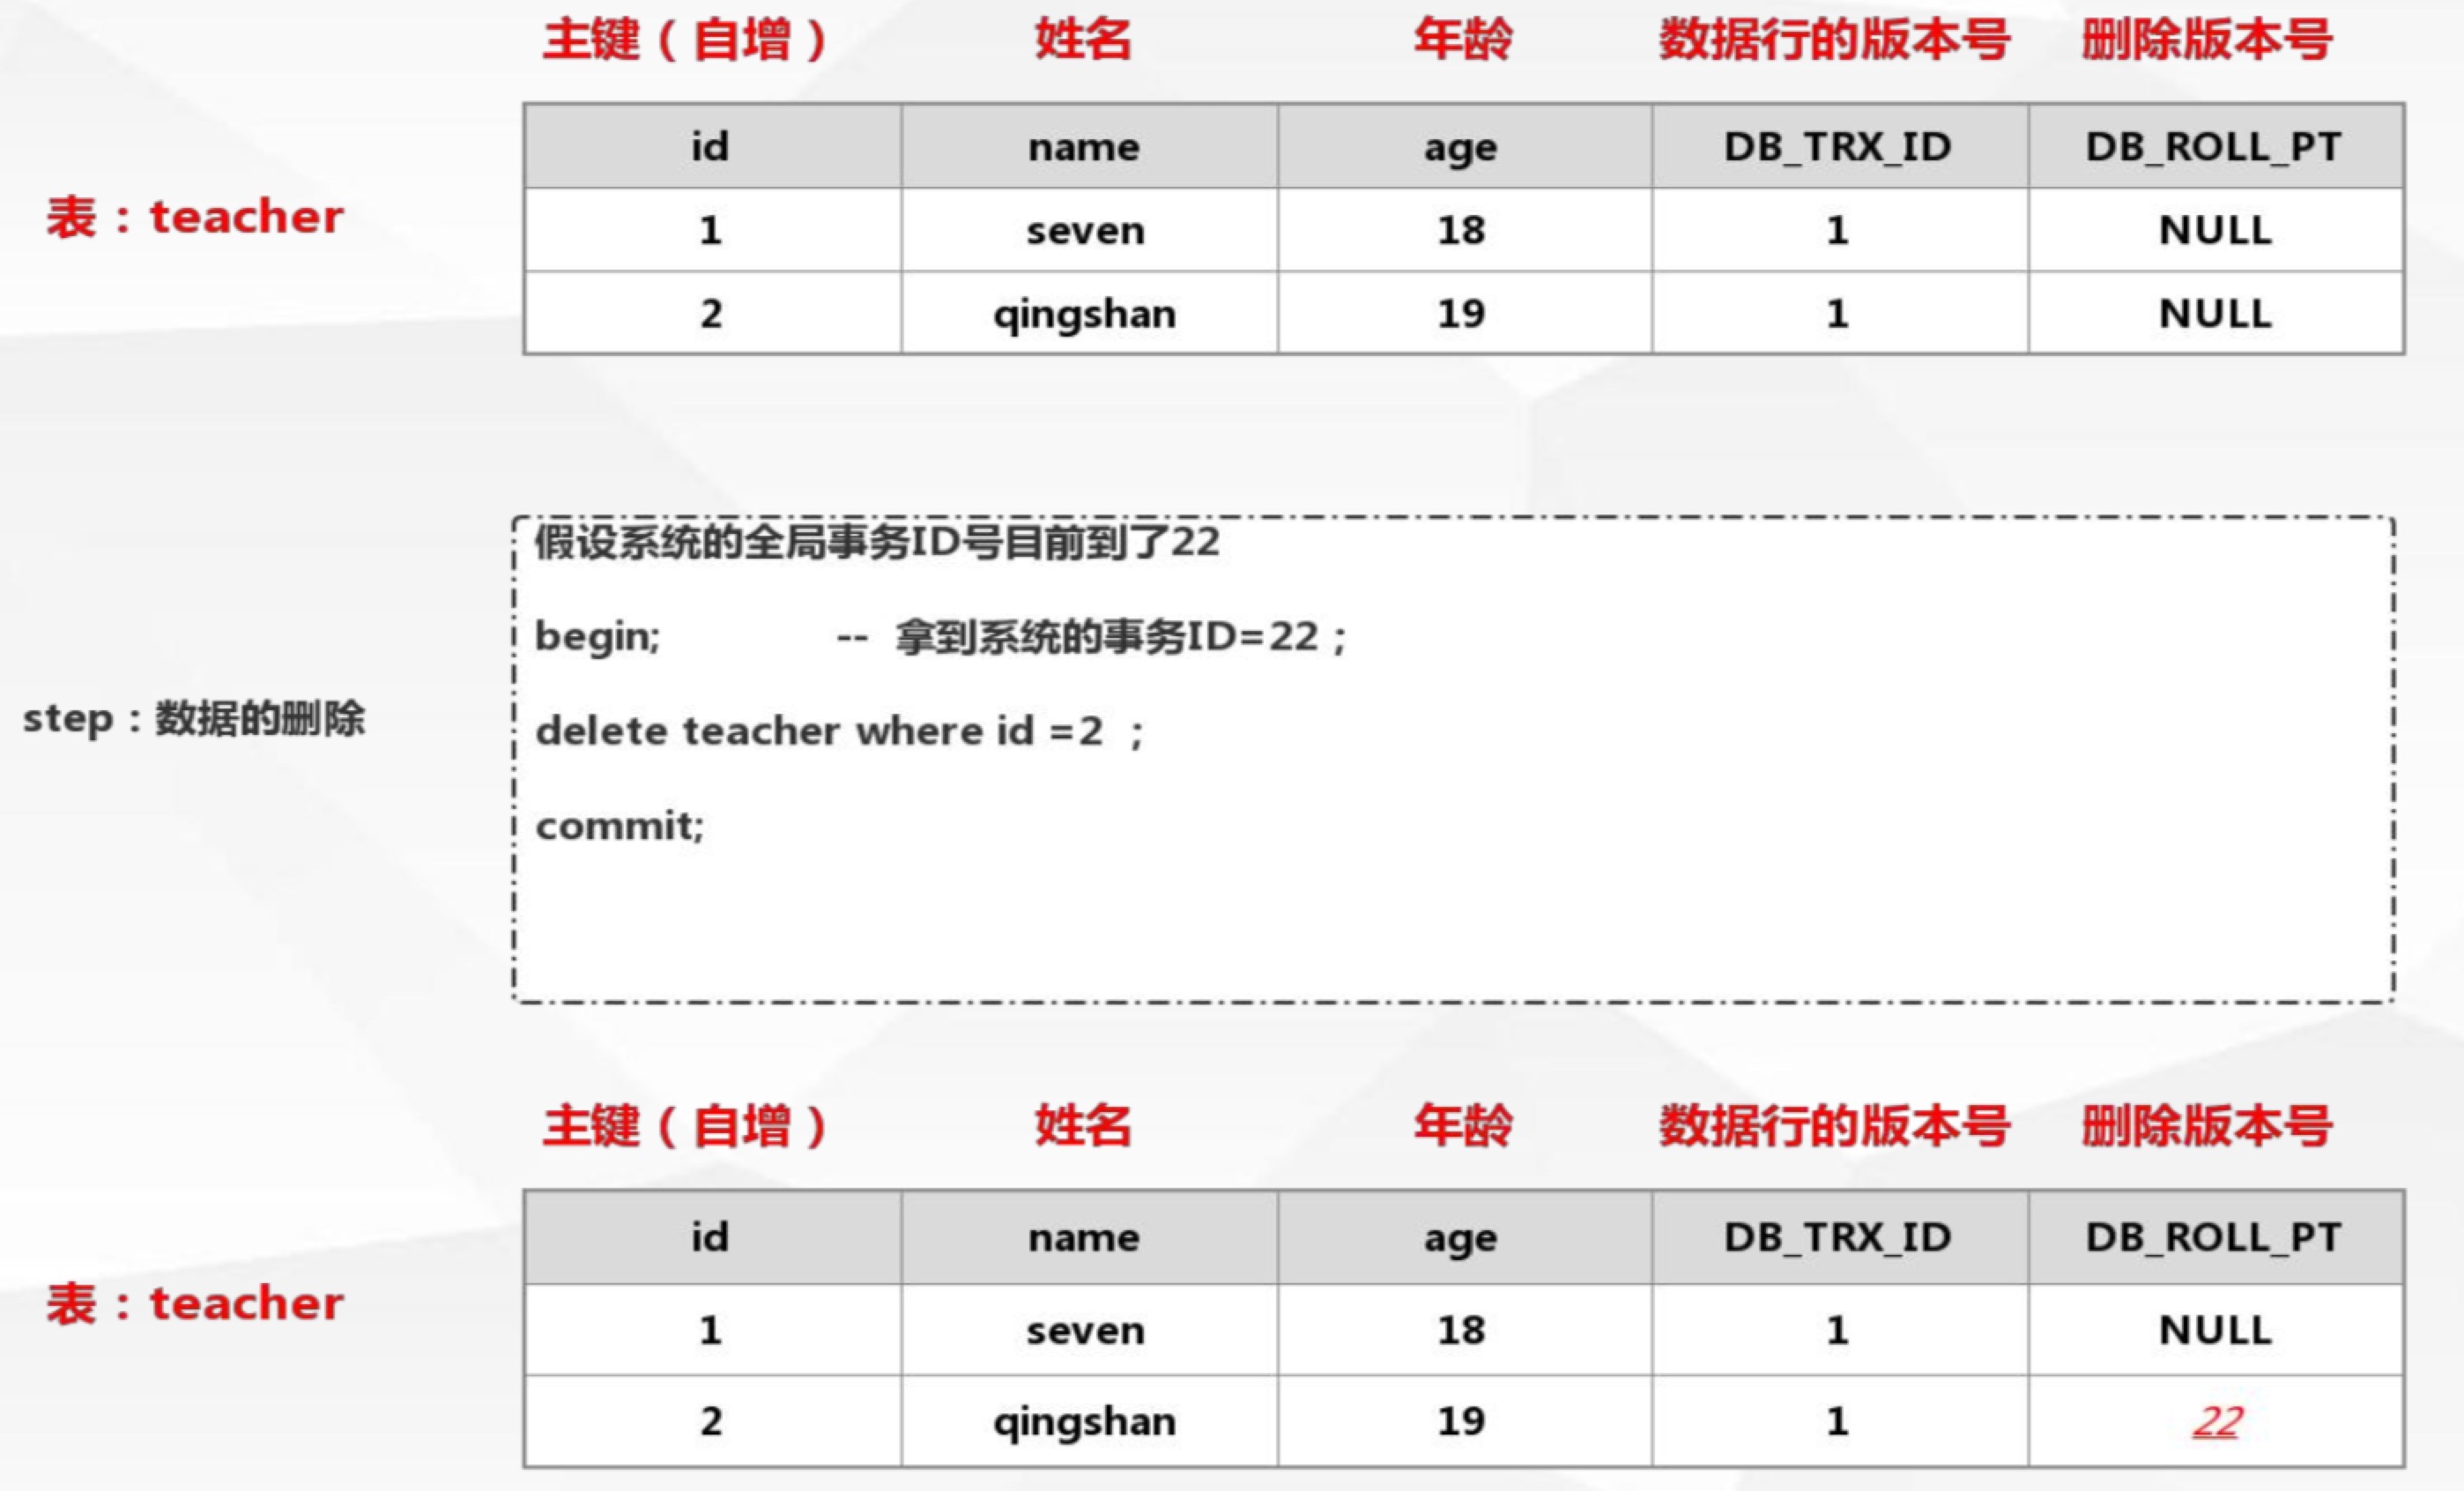 主键（自增） 姓名 年龄 数据行的版本号 删除版本号
id name age DB_TRX_ID DB_ROLL_PT
表：teacher
1 seven 18 1 NULL
2 qingshan 19 1 NULL
假设系统的全局事务ID号目前到了22
begin; -- 拿到系统的事务ID=22；
step：数据的删除
delete teacher where id =2 ；
commit;
主键（自增） 姓名 年龄 数据行的版本号 删除版本号
id name age DB_TRX_ID DB_ROLL_PT
表：teacher
1 seven 18 1 NULL
2 qingshan 19 1 22